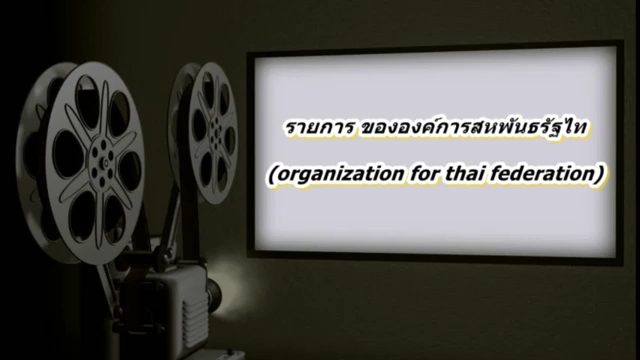 รายการ ขององค์การสหพันธรัฐไท
(organization for thai federation)